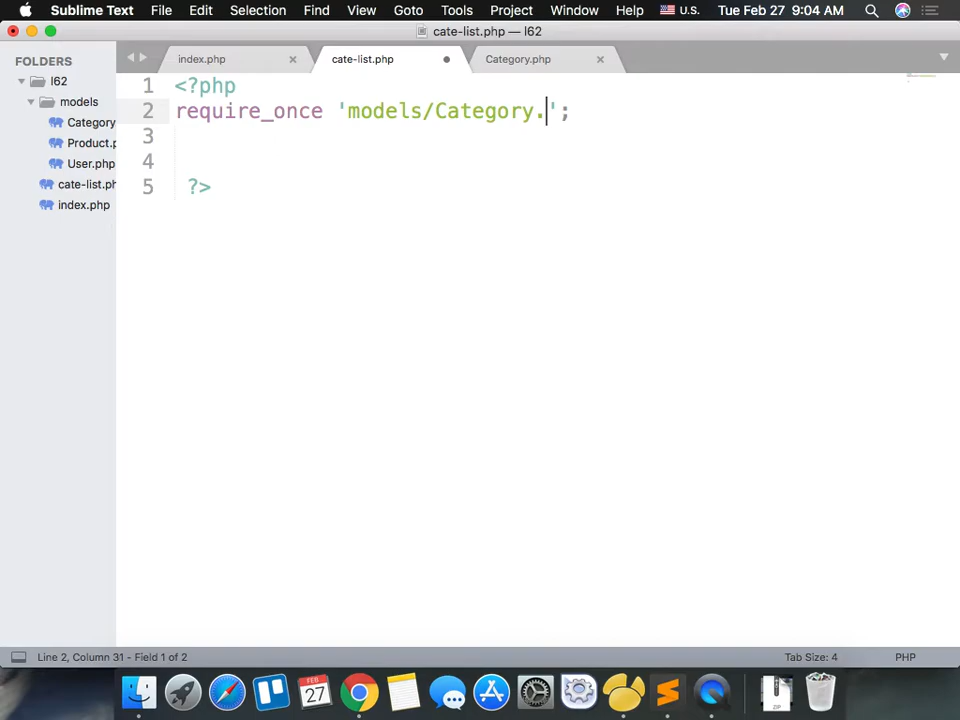 Sublime Text File Edit Selection Find View Goto Tools Project Window Help U.S. Tue Feb 27 9:04 AM
cate-list.php — l62
FOLDERS
l62
models
Category
Product.p
User.php
cate-list.ph
index.php
index.php cate-list.php Category.php
1 <?php
2 require_once 'models/Category.';
3
4
5 ?>
Line 2, Column 31 - Field 1 of 2 Tab Size: 4 PHP
FEB
27
ZIP